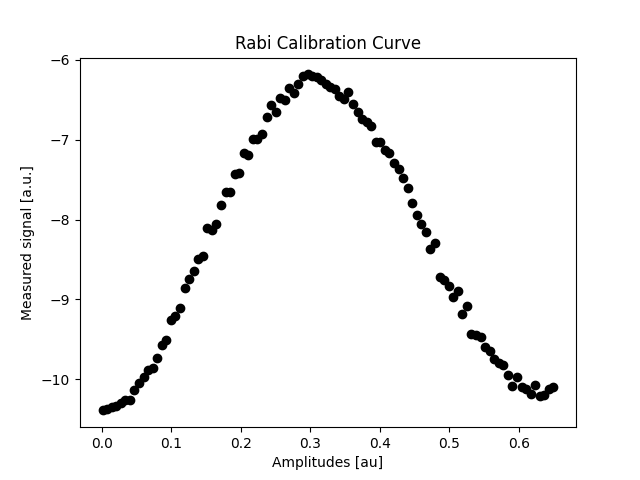 Rabi Calibration Curve
Measured signal [a.u.]
−6
−7
−8
−9
−10
0.0 0.1 0.2 0.3 0.4 0.5 0.6
Amplitudes [au]